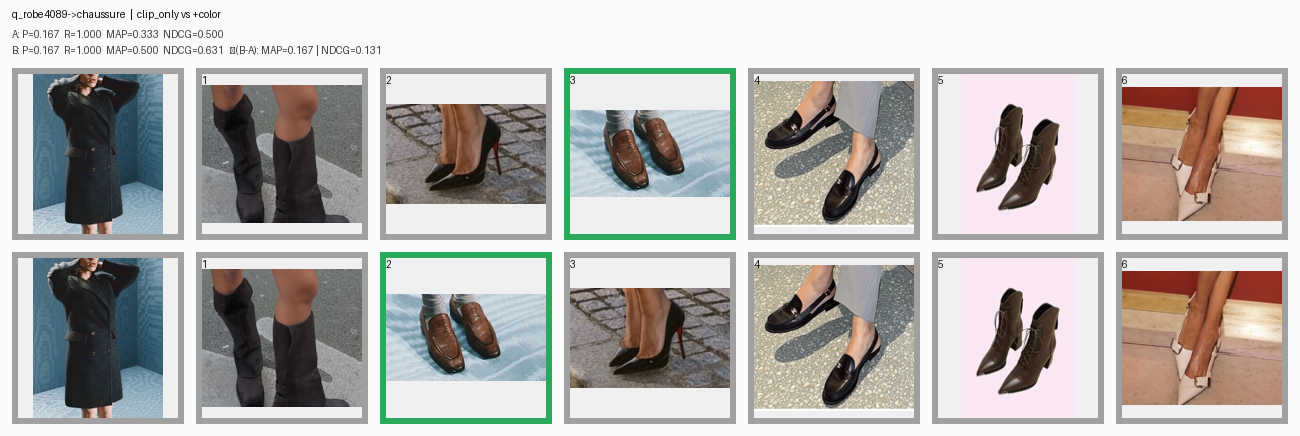 q_robe4089->chaussure | clip_only vs +color
A: P=0.167 R=1.000 MAP=0.333 NDCG=0.500
B: P=0.167 R=1.000 MAP=0.500 NDCG=0.631 (B-A): MAP=0.167 | NDCG=0.131
1 2 3 4 5 6
1 2 3 4 5 6